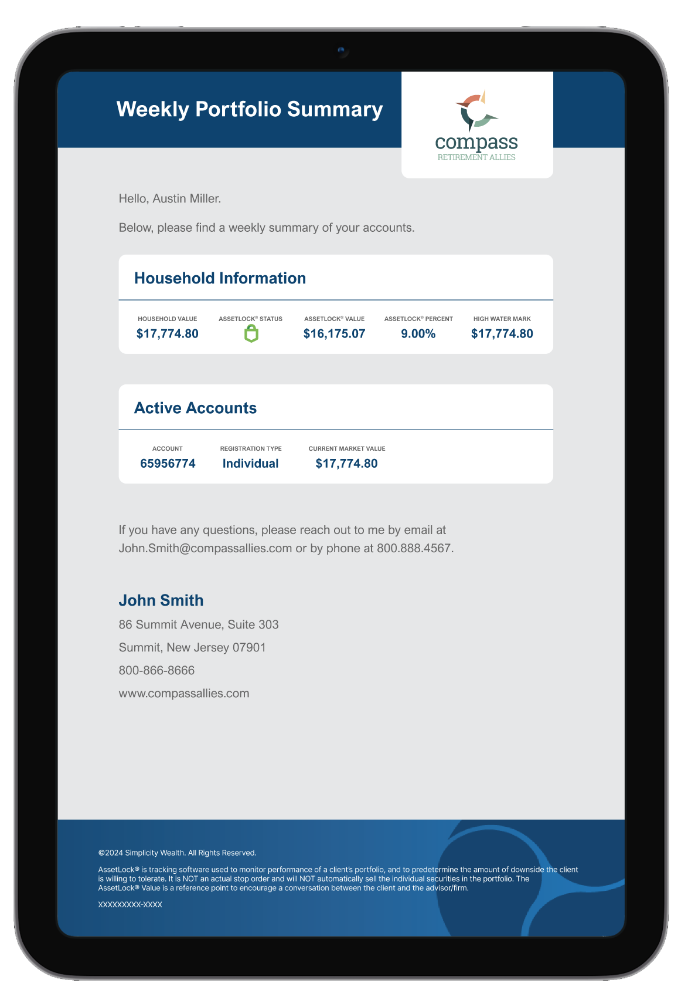 Weekly Portfolio Summary
compass
RETIREMENT ALLIES
Hello, Austin Miller.
Below, please find a weekly summary of your accounts.
Household Information
HOUSEHOLD VALUE ASSETLOCK® STATUS ASSETLOCK® VALUE ASSETLOCK® PERCENT HIGH WATER MARK
$17,774.80 $16,175.07 9.00% $17,774.80
Active Accounts
ACCOUNT REGISTRATION TYPE CURRENT MARKET VALUE
65956774 Individual $17,774.80
If you have any questions, please reach out to me by email at
John.Smith@compassallies.com or by phone at 800.888.4567.
John Smith
86 Summit Avenue, Suite 303
Summit, New Jersey 07901
800-866-8666
www.compassallies.com
©2024 Simplicity Wealth. All Rights Reserved.
AssetLock® is tracking software used to monitor performance of a client's portfolio, and to predetermine the amount of downside the client
is willing to tolerate. It is NOT an actual stop order and will NOT automatically sell the individual securities in the portfolio. The
AssetLock® Value is a reference point to encourage a conversation between the client and the advisor/firm.
XXXXXXXXX-XXXX